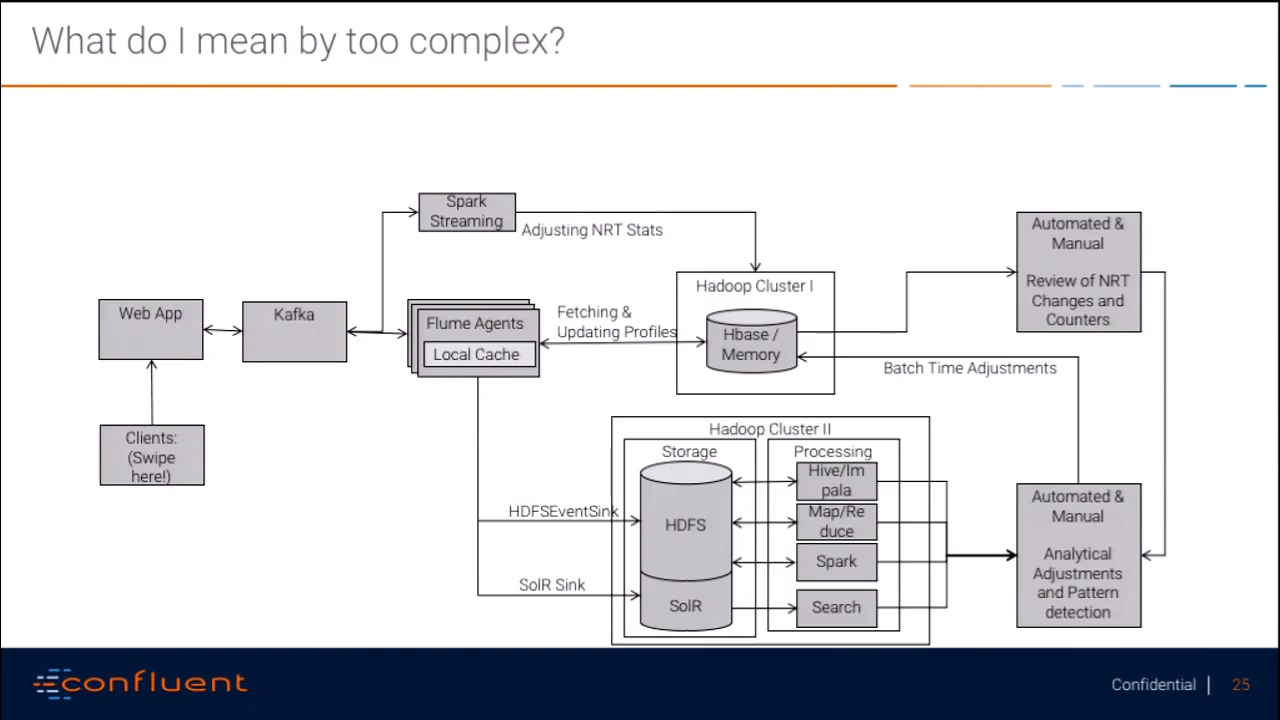 What do I mean by too complex?
Spark
Streaming
Adjusting NRT Stats
Automated &
Manual
Review of NRT
Changes and
Counters
Hadoop Cluster I
Hbase /
Memory
Web App
Kafka
Flume Agents
Local Cache
Fetching &
Updating Profiles
Batch Time Adjustments
Clients:
(Swipe
here!)
Hadoop Cluster II
Storage
Processing
HDFSEventSink
HDFS
SolR Sink
SolR
Hive/Im
pala
Map/Re
duce
Spark
Search
Automated &
Manual
Analytical
Adjustments
and Pattern
detection
confluent
Confidential | 25